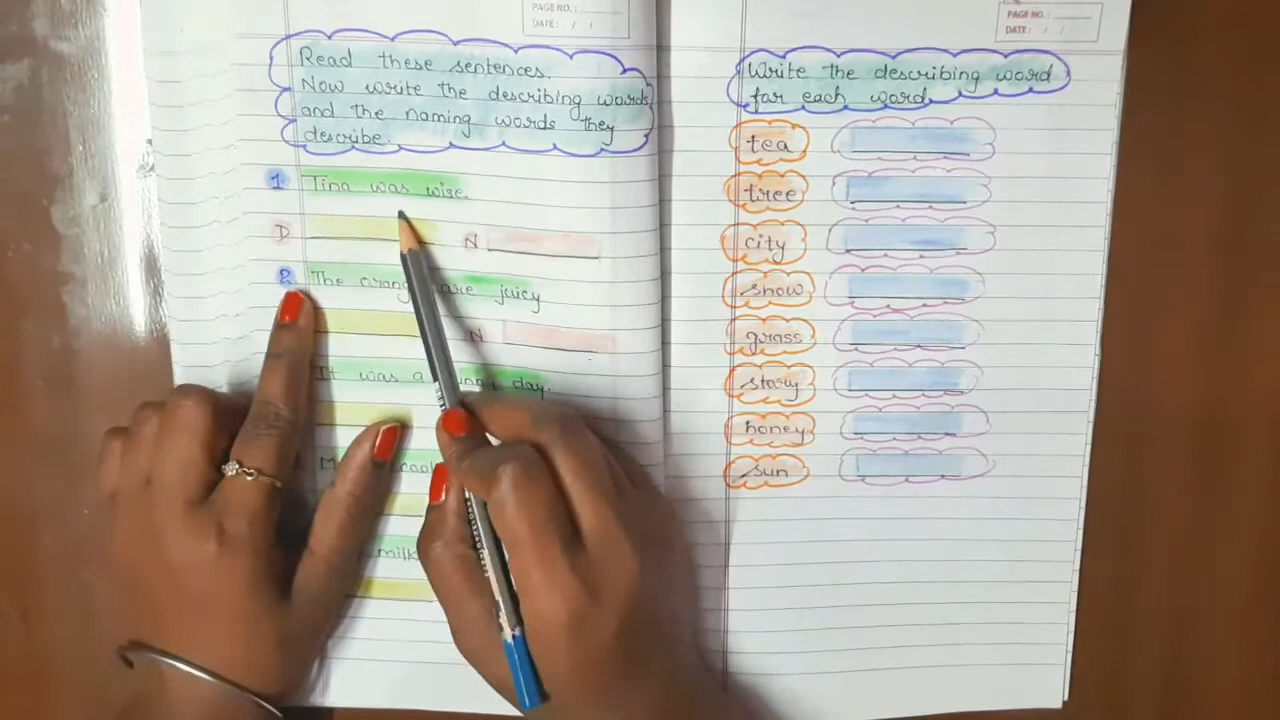 PAGE NO.:
DATE: / /
Read these sentences.
Now write the describing words
and the naming words they
describe.
1 Tina was wise.
D N
2 The are juicy
N
It was a day.
milk
PAGE NO.:
DATE: / /
Write the describing word
for each word.
tea
tree
city
show
grass
story
honey
sun